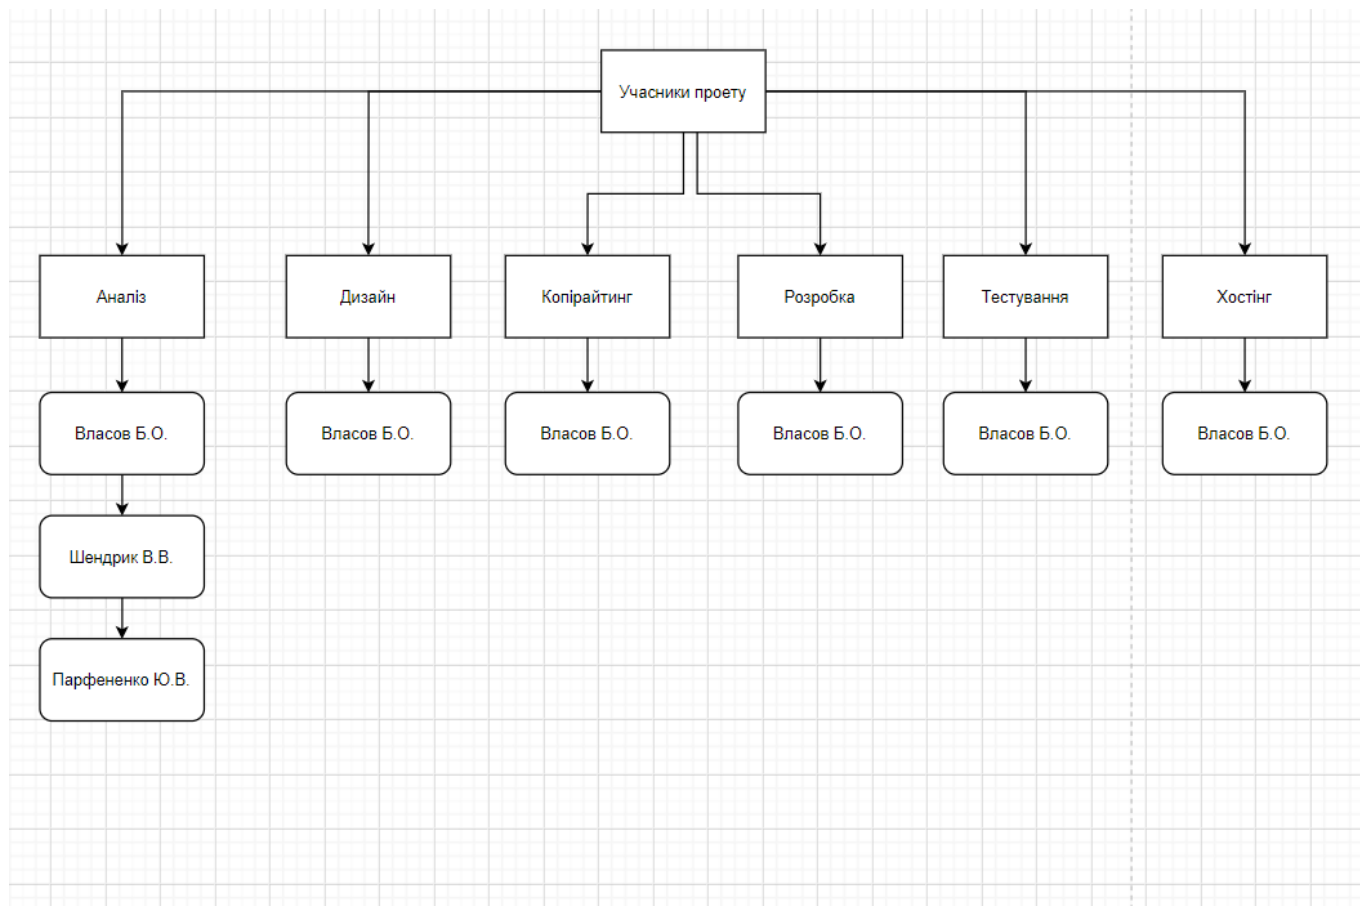 Учасники проету
Аналіз
Дизайн
Копірайтинг
Розробка
Тестування
Хостінг
Власов Б.О.
Власов Б.О.
Власов Б.О.
Власов Б.О.
Власов Б.О.
Власов Б.О.
Шендрик В.В.
Парфененко Ю.В.